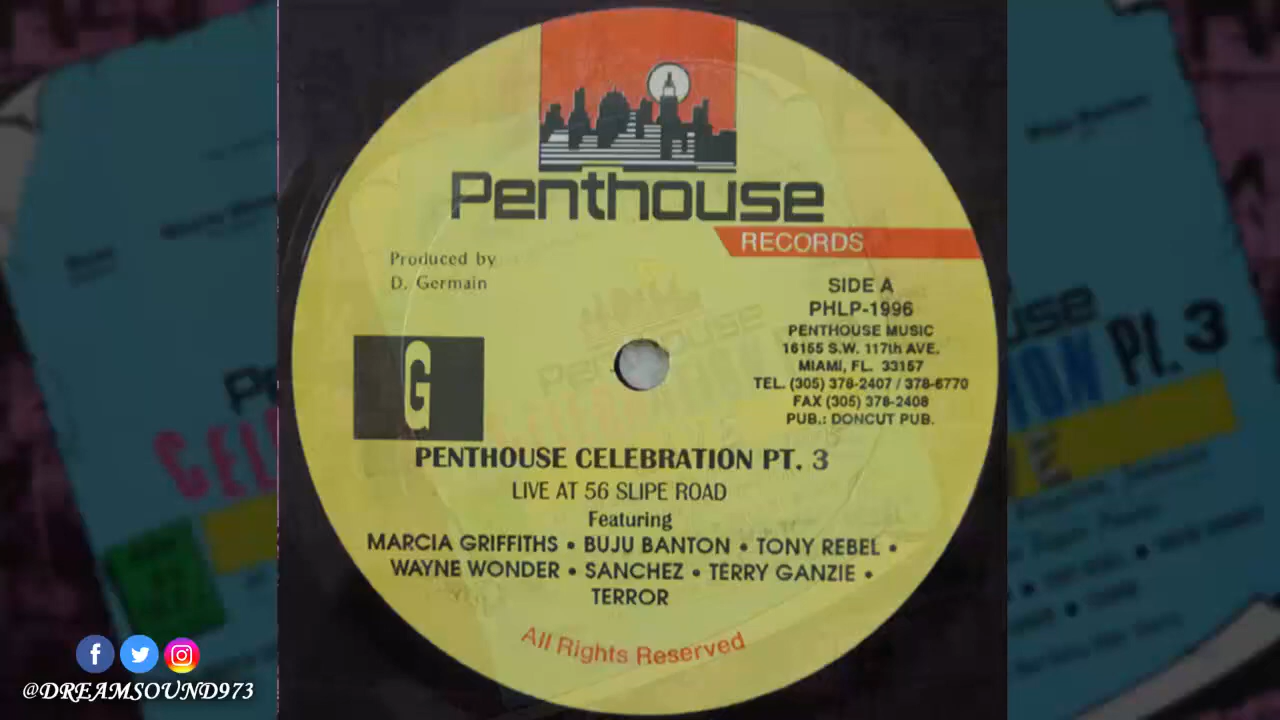 Penthouse
RECORDS
Produced by
D. Germain
SIDE A
PHLP-1996
PENTHOUSE MUSIC
16155 S.W. 117th AVE.
MIAMI, FL. 33157
TEL. (305) 378-2407 / 378-6770
FAX (305) 378-2408
PUB.: DONCUT PUB.
G
PENTHOUSE CELEBRATION PT. 3
LIVE AT 56 SLIPE ROAD
Featuring
MARCIA GRIFFITHS • BUJU BANTON • TONY REBEL •
WAYNE WONDER • SANCHEZ • TERRY GANZIE •
TERROR
All Rights Reserved
Pt. 3
@DREAMSOUND973